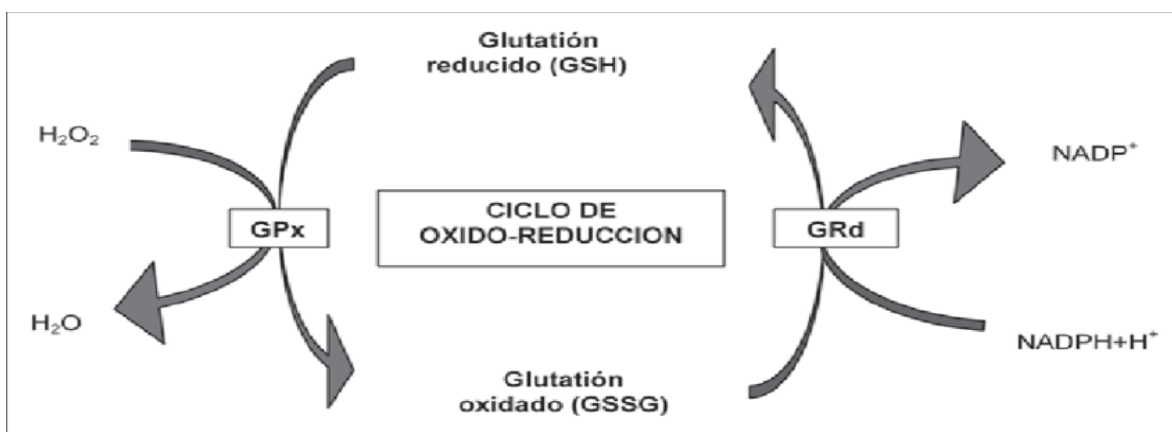 Glutatión
reducido (GSH)
H₂O₂
NADP⁺
GPx
CICLO DE
OXIDO-REDUCCION
GRd
H₂O
NADPH+H⁺
Glutatión
oxidado (GSSG)